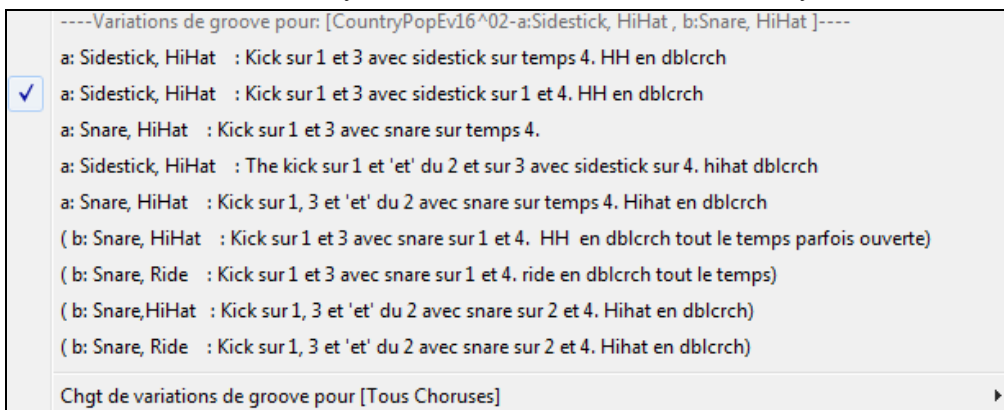 ----Variations de groove pour: [CountryPopEv16^02-a:Sidestick, HiHat , b:Snare, HiHat ]----
a: Sidestick, HiHat : Kick sur 1 et 3 avec sidestick sur temps 4. HH en dblcrch
a: Sidestick, HiHat : Kick sur 1 et 3 avec sidestick sur 1 et 4. HH en dblcrch
a: Snare, HiHat : Kick sur 1 et 3 avec snare sur temps 4.
a: Sidestick, HiHat : The kick sur 1 et 'et' du 2 et sur 3 avec sidestick sur 4. hihat dblcrch
a: Snare, HiHat : Kick sur 1, 3 et 'et' du 2 avec snare sur temps 4. Hihat en dblcrch
( b: Snare, HiHat : Kick sur 1 et 3 avec snare sur 1 et 4. HH en dblcrch tout le temps parfois ouverte)
( b: Snare, Ride : Kick sur 1 et 3 avec snare sur 1 et 4. ride en dblcrch tout le temps)
( b: Snare,HiHat : Kick sur 1, 3 et 'et' du 2 avec snare sur 2 et 4. Hihat en dblcrch)
( b: Snare, Ride : Kick sur 1, 3 et 'et' du 2 avec snare sur 2 et 4. Hihat en dblcrch)
Chgt de variations de groove pour [Tous Choruses]